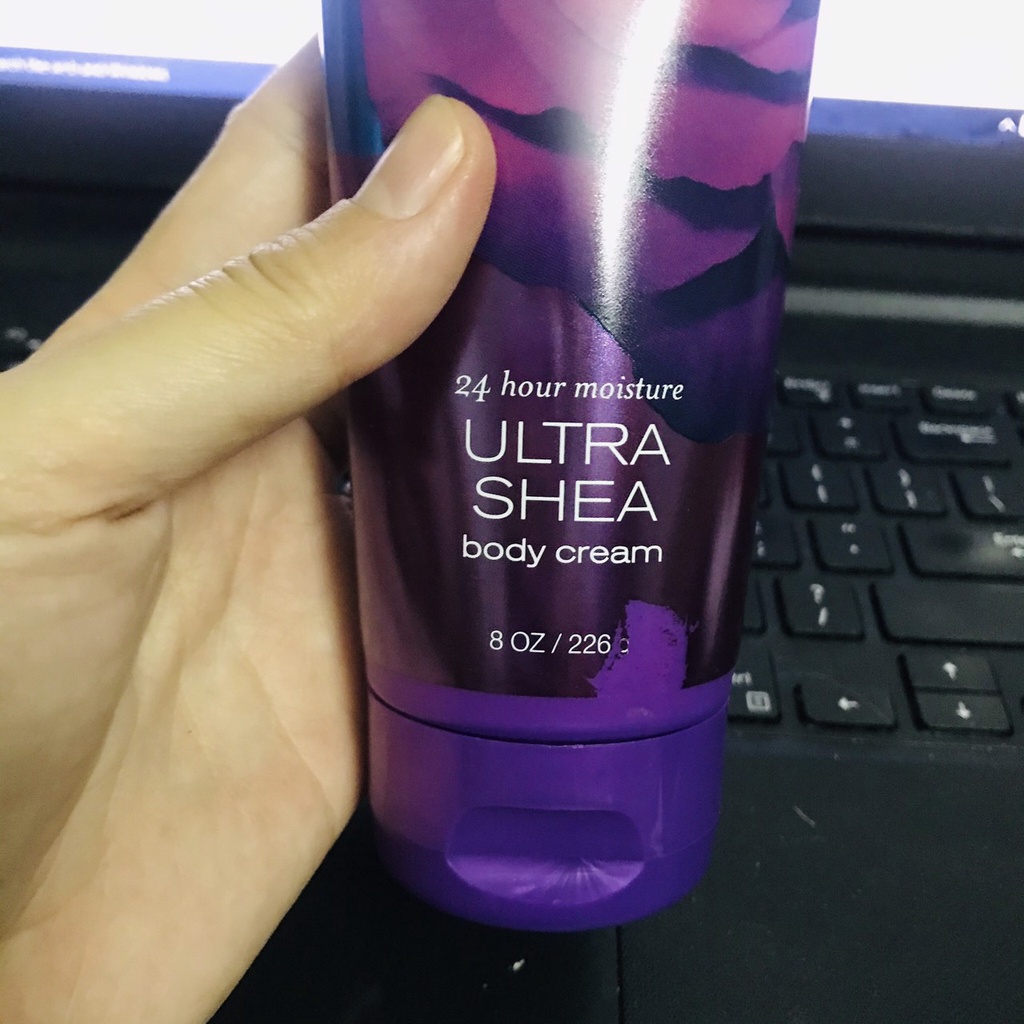 24 hour moisture
ULTRA
SHEA
body cream
8 OZ / 226